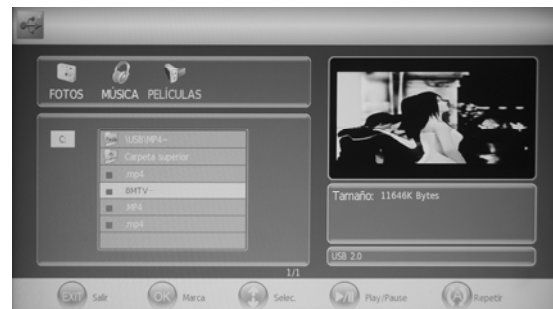 FOTOS MÚSICA PELÍCULAS
C:
\USB\MP4~
Carpeta superior
.mp4
BMTV-
.MP4
.mp4
Tamaño: 11646K Bytes
USB 2.0
1/1
EXIT Salir OK Marca Selec. Play/Pause A Repetir